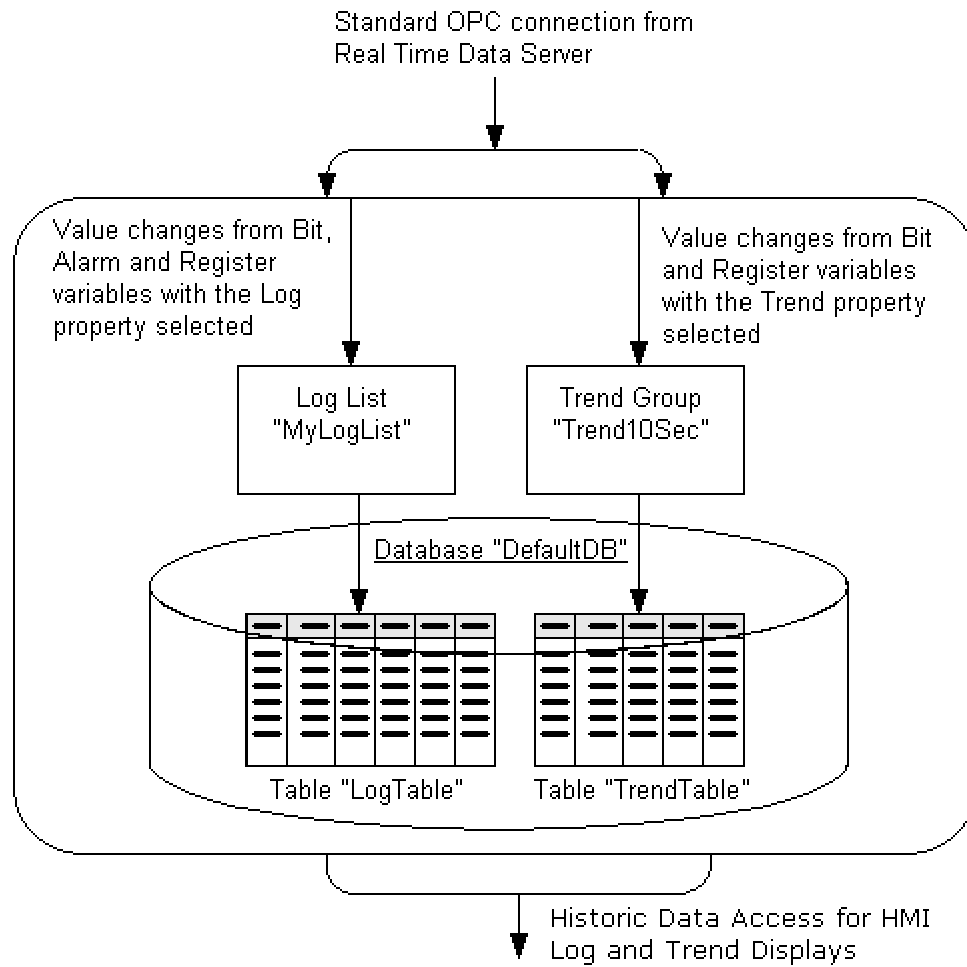 Standard OPC connection from
Real Time Data Server
Value changes from Bit,
Alarm and Register
variables with the Log
property selected
Value changes from Bit
and Register variables
with the Trend property
selected
Log List
"MyLogList"
Trend Group
"Trend10Sec"
Database "DefaultDB"
Table "LogTable"
Table "TrendTable"
Historic Data Access for HMI
Log and Trend Displays